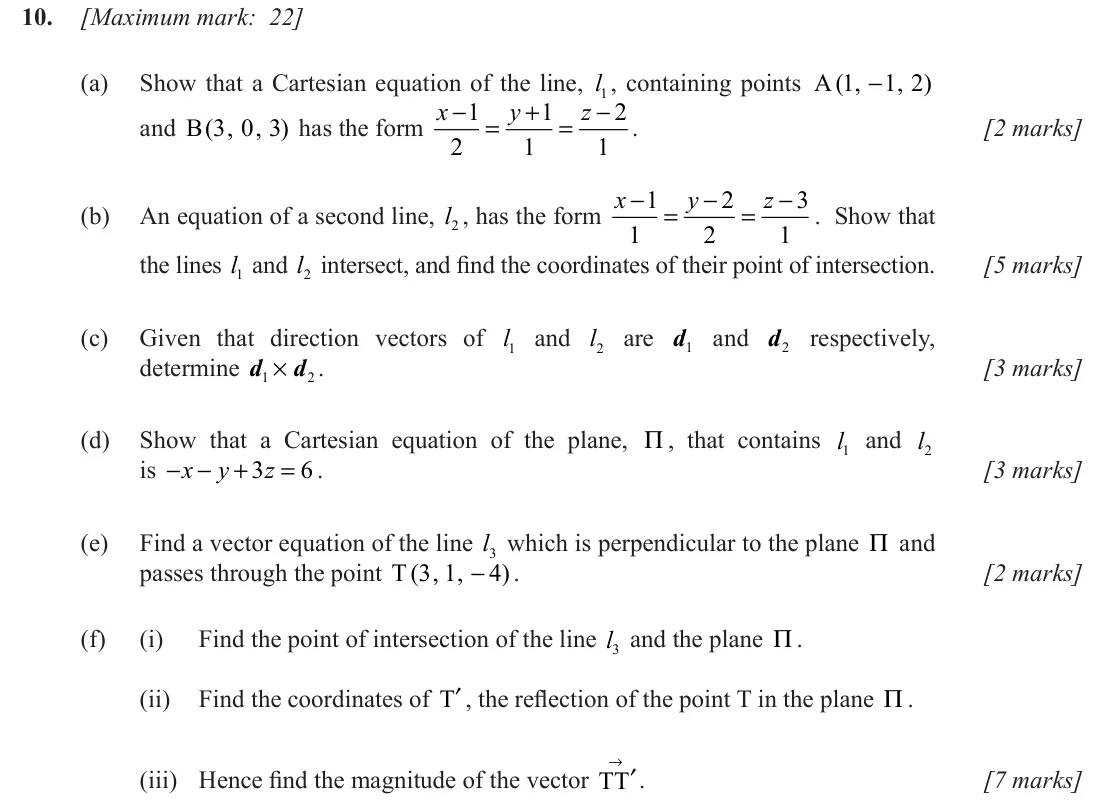 10. [Maximum mark: 22]
(a) Show that a Cartesian equation of the line, l₁, containing points A(1, −1, 2)
and B(3, 0, 3) has the form (x−1)/2 = (y+1)/1 = (z−2)/1. [2 marks]
(b) An equation of a second line, l₂, has the form (x−1)/1 = (y−2)/2 = (z−3)/1. Show that
the lines l₁ and l₂ intersect, and find the coordinates of their point of intersection. [5 marks]
(c) Given that direction vectors of l₁ and l₂ are d₁ and d₂ respectively,
determine d₁ × d₂. [3 marks]
(d) Show that a Cartesian equation of the plane, Π, that contains l₁ and l₂
is −x − y + 3z = 6. [3 marks]
(e) Find a vector equation of the line l₃ which is perpendicular to the plane Π and
passes through the point T(3, 1, −4). [2 marks]
(f) (i) Find the point of intersection of the line l₃ and the plane Π.
(ii) Find the coordinates of T′, the reflection of the point T in the plane Π.
(iii) Hence find the magnitude of the vector TT′→. [7 marks]